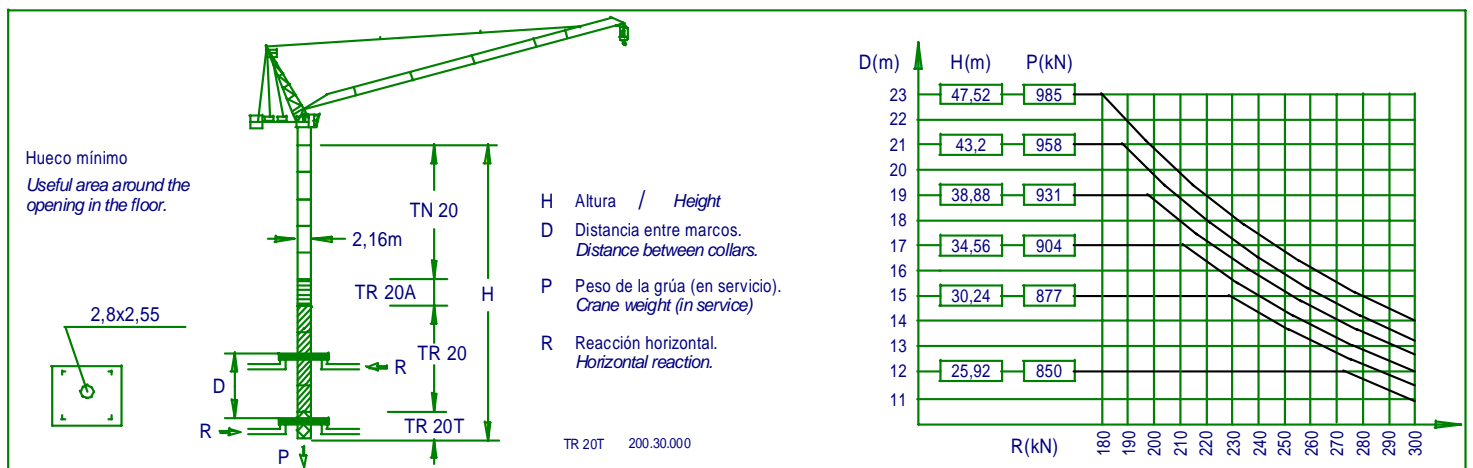 Hueco mínimo
Useful area around the
opening in the floor.
2,8x2,55
TN 20
2,16m
TR 20A
H
TR 20
R
D
TR 20T
R
P
H Altura / Height
D Distancia entre marcos.
Distance between collars.
P Peso de la grúa (en servicio).
Crane weight (in service)
R Reacción horizontal.
Horizontal reaction.
TR 20T 200.30.000
D(m) H(m) P(kN)
23 47,52 985
22
21 43,2 958
20
19 38,88 931
18
17 34,56 904
16
15 30,24 877
14
13
12 25,92 850
11
R(kN) 180 190 200 210 220 230 240 250 260 270 280 290 300